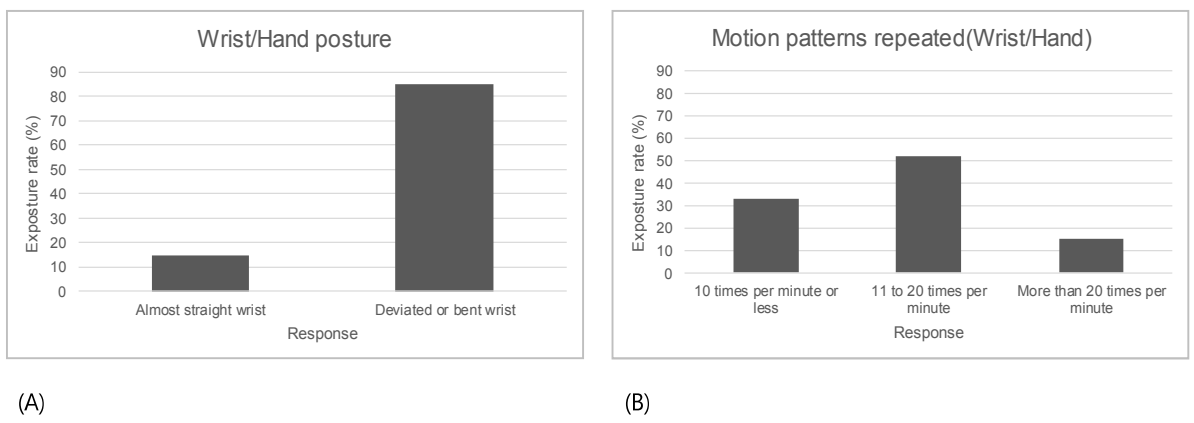 Wrist/Hand posture
90
80
70
60
50
40
30
20
10
0
Exposture rate (%)
Almost straight wrist
Deviated or bent wrist
Response
(A)
Motion patterns repeated(Wrist/Hand)
90
80
70
60
50
40
30
20
10
0
Exposture rate (%)
10 times per minute or
less
11 to 20 times per
minute
More than 20 times per
minute
Response
(B)